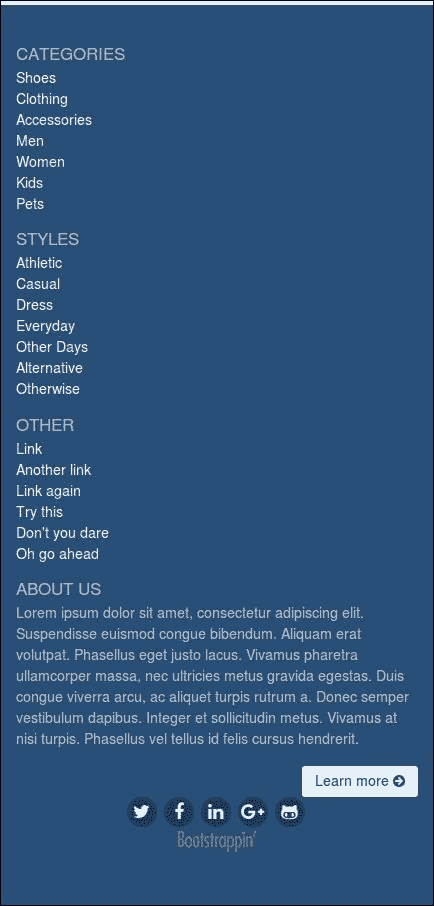 CATEGORIES
Shoes
Clothing
Accessories
Men
Women
Kids
Pets
STYLES
Athletic
Casual
Dress
Everyday
Other Days
Alternative
Otherwise
OTHER
Link
Another link
Link again
Try this
Don't you dare
Oh go ahead
ABOUT US
Lorem ipsum dolor sit amet, consectetur adipiscing elit.
Suspendisse euismod congue bibendum. Aliquam erat
volutpat. Phasellus eget justo lacus. Vivamus pharetra
ullamcorper massa, nec ultricies metus gravida egestas. Duis
congue viverra arcu, ac aliquet turpis rutrum a. Donec semper
vestibulum dapibus. Integer et sollicitudin metus. Vivamus at
nisi turpis. Phasellus vel tellus id felis cursus hendrerit.
Learn more
f in G+
Bootstrappin'